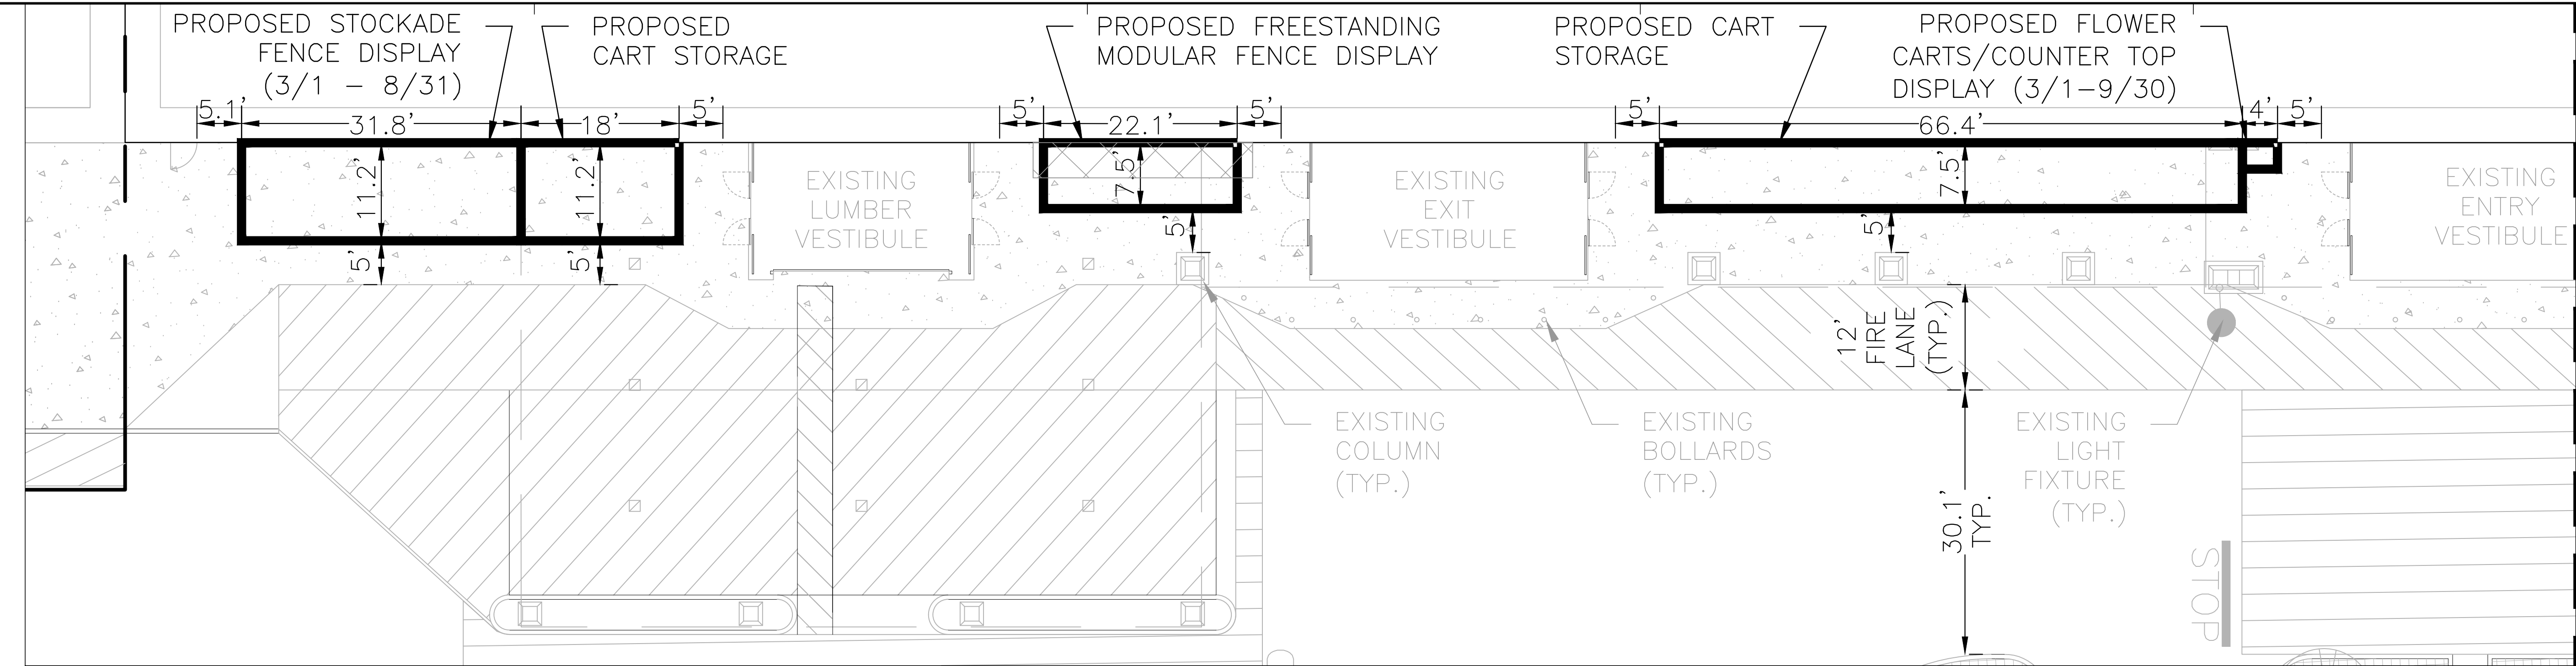 PROPOSED STOCKADE
FENCE DISPLAY
(3/1 - 8/31)
PROPOSED
CART STORAGE
PROPOSED FREESTANDING
MODULAR FENCE DISPLAY
PROPOSED CART
STORAGE
PROPOSED FLOWER
CARTS/COUNTER TOP
DISPLAY (3/1-9/30)
5.1'
31.8'
18'
5'
5'
22.1'
5'
5'
66.4'
4'
5'
11.2'
11.2'
7.5'
7.5'
5'
5'
5'
5'
EXISTING
LUMBER
VESTIBULE
EXISTING
EXIT
VESTIBULE
EXISTING
ENTRY
VESTIBULE
12'
FIRE
LANE
(TYP.)
EXISTING
COLUMN
(TYP.)
EXISTING
BOLLARDS
(TYP.)
EXISTING
LIGHT
FIXTURE
(TYP.)
30.1'
TYP.
STOP